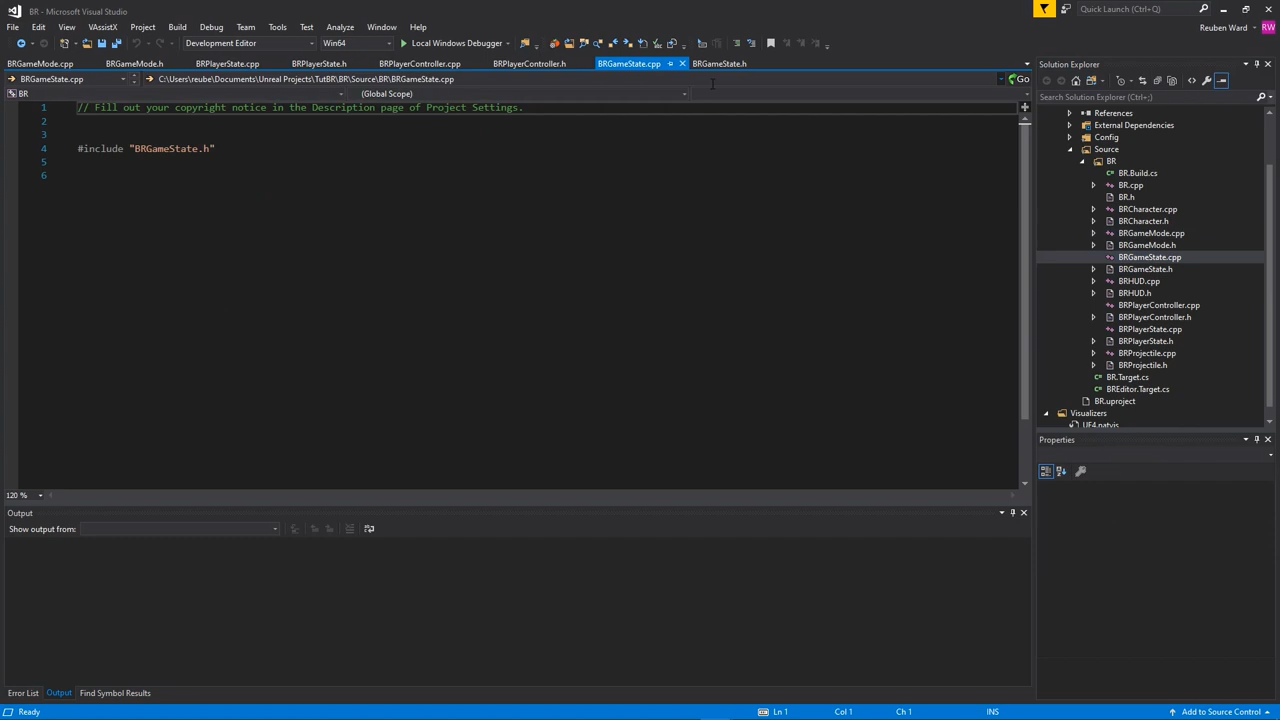 BR - Microsoft Visual Studio
Quick Launch (Ctrl+Q)
File Edit View VAssistX Project Build Debug Team Tools Test Analyze Window Help
Reuben Ward RW
Development Editor Win64 Local Windows Debugger
BRGameMode.cpp BRGameMode.h BRPlayerState.cpp BRPlayerState.h BRPlayerController.cpp BRPlayerController.h BRGameState.cpp BRGameState.h
BRGameState.cpp C:\Users\reube\Documents\Unreal Projects\TutBR\BR\Source\BR\BRGameState.cpp Go
BR (Global Scope)
1 // Fill out your copyright notice in the Description page of Project Settings.
2
3
4 #include "BRGameState.h"
5
6
120 %
Output
Show output from:
Error List Output Find Symbol Results
Ready Ln 1 Col 1 Ch 1 INS Add to Source Control
Solution Explorer
Search Solution Explorer (Ctrl+;)
References
External Dependencies
Config
Source
BR
BR.Build.cs
BR.cpp
BR.h
BRCharacter.cpp
BRCharacter.h
BRGameMode.cpp
BRGameMode.h
BRGameState.cpp
BRGameState.h
BRHUD.cpp
BRHUD.h
BRPlayerController.cpp
BRPlayerController.h
BRPlayerState.cpp
BRPlayerState.h
BRProjectile.cpp
BRProjectile.h
BR.Target.cs
BREditor.Target.cs
BR.uproject
Visualizers
UE4.natvis
Properties